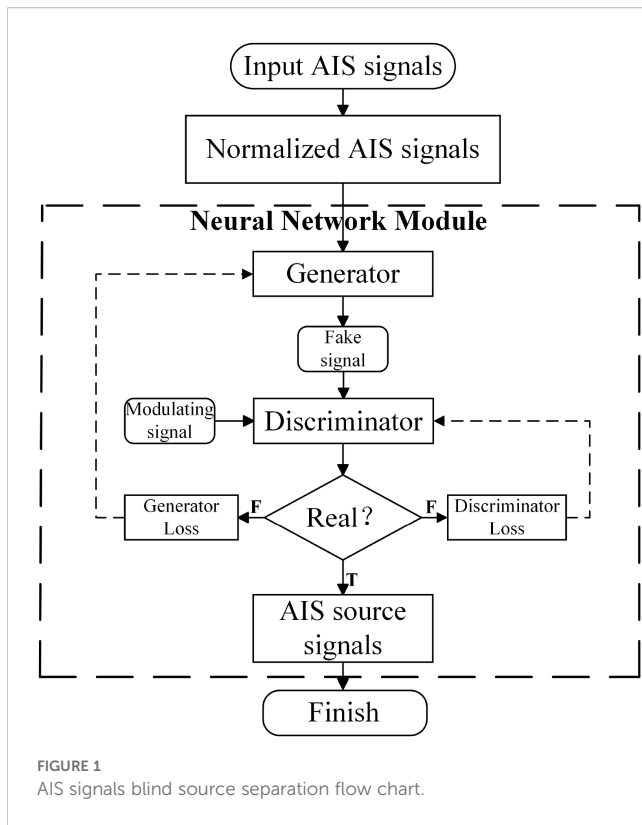 Input AIS signals
Normalized AIS signals
Neural Network Module
Generator
Fake
signal
Modulating
signal
Discriminator
Generator
Loss
F
Real？
F
Discriminator
Loss
T
AIS source
signals
Finish
FIGURE 1
AIS signals blind source separation flow chart.